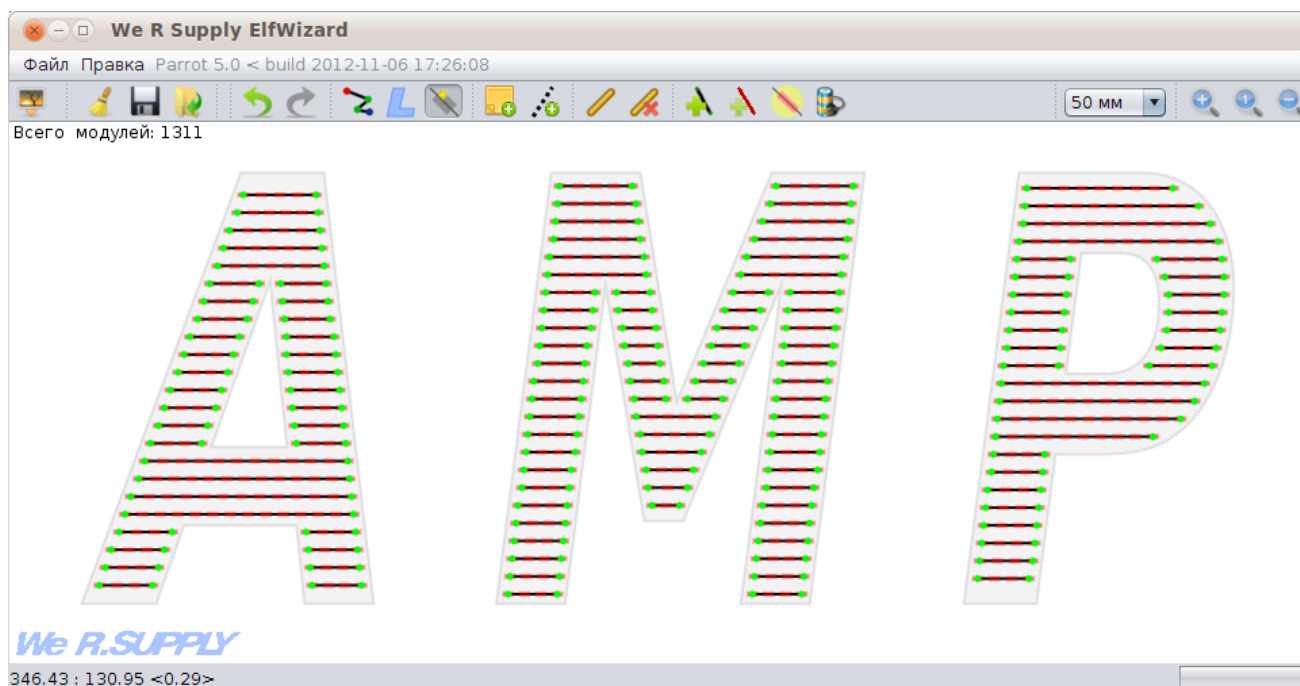 We R Supply ElfWizard
Файл Правка Parrot 5.0 < build 2012-11-06 17:26:08
50 мм
Всего модулей: 1311
АМР
We R.SUPPLY
346.43 : 130.95 <0.29>